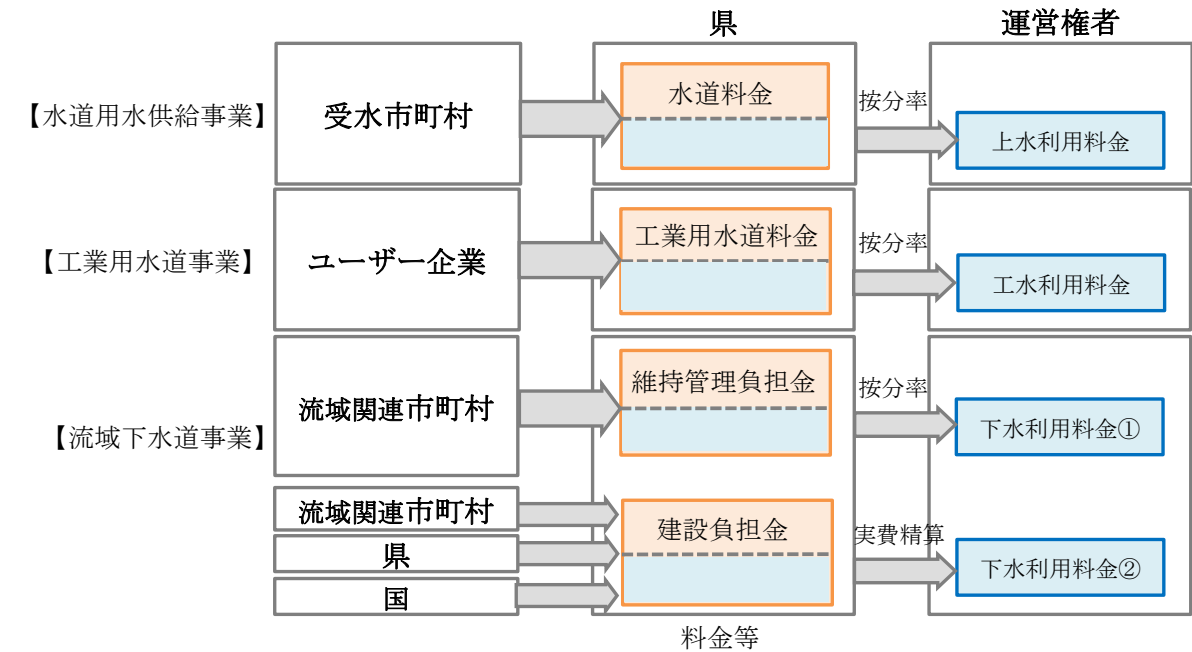 県
運営権者
【水道用水供給事業】
受水市町村
水道料金
按分率
上水利用料金
【工業用水道事業】
ユーザー企業
工業用水道料金
按分率
工水利用料金
【流域下水道事業】
流域関連市町村
維持管理負担金
按分率
下水利用料金①
流域関連市町村
県
国
建設負担金
実費精算
下水利用料金②
料金等